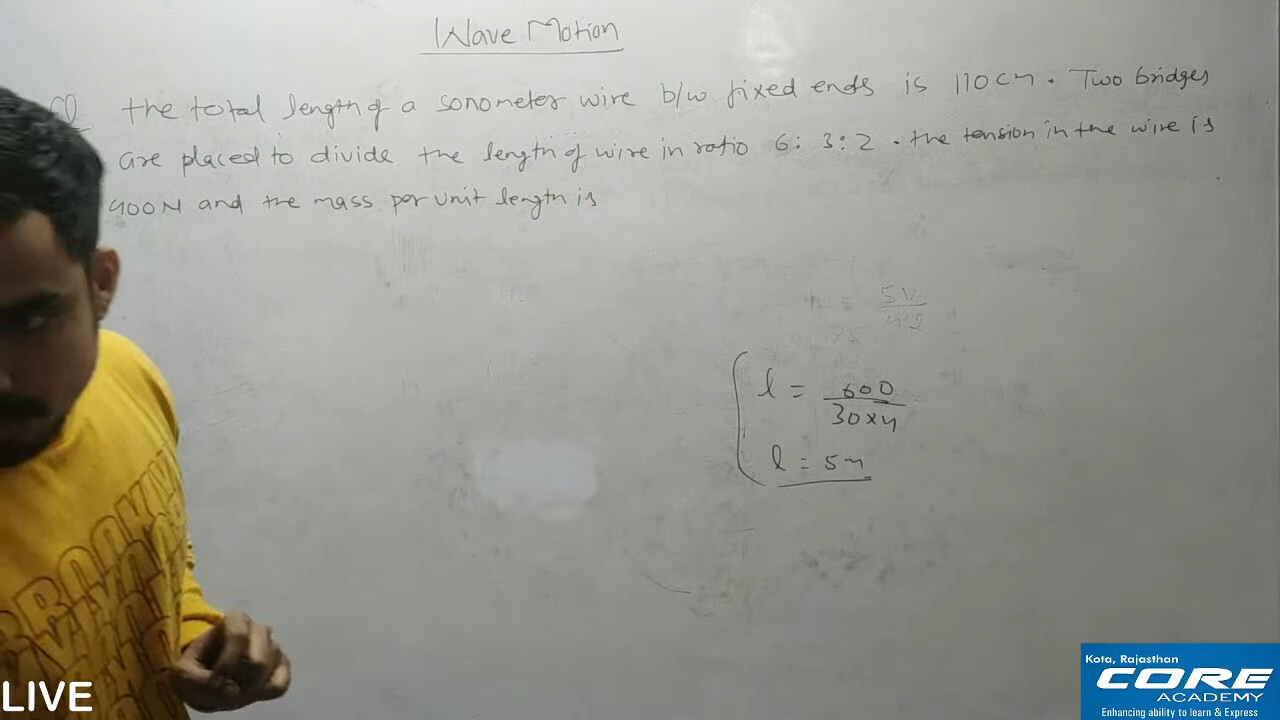 Wave Motion
Q the total length of a sonometer wire b/w fixed ends is 110cm. Two bridges
are placed to divide the length of wire in ratio 6: 3:2. the tension in the wire is
400N and the mass per unit length is
5V
l = 600
30x4
l = 5m
LIVE
Kota, Rajasthan
CORE
ACADEMY
Enhancing ability to learn & Express